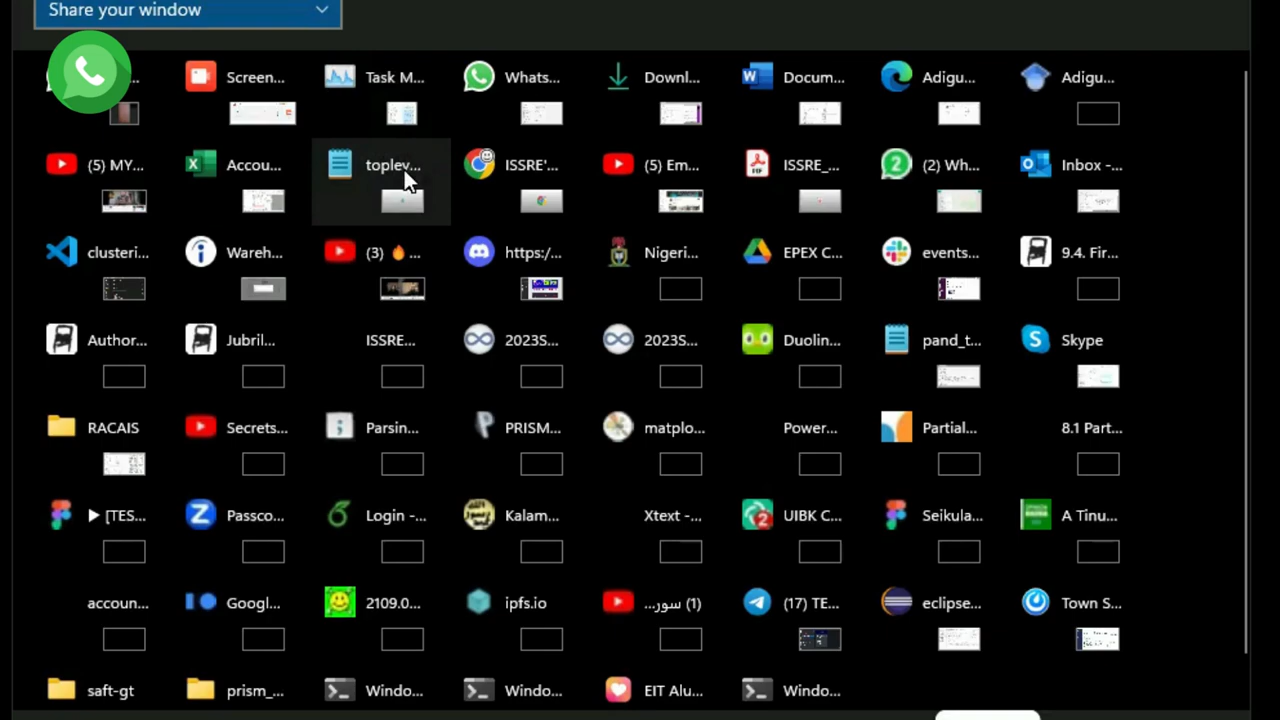 Share your window
Screen... Task M... Whats... Downl... Docum... Adigu... Adigu...
(5) MY... Accou... toplev... ISSRE'... (5) Em... ISSRE_... (2) Wh... Inbox -...
clusteri... Wareh... (3) 🔥 ... https:/... Nigeri... EPEX C... events... 9.4. Fir...
Author... Jubril... ISSRE... 2023S... 2023S... Duolin... pand_t... Skype
RACAIS Secrets... Parsin... PRISM... matplo... Power... Partial... 8.1 Part...
▶ [TES... Passco... Login -... Kalam... Xtext -... UIBK C... Seikula... A Tinu...
accoun... Googl... 2109.0... ipfs.io (1) سور... (17) TE... eclipse... Town S...
saft-gt prism_... Windo... Windo... EIT Alu... Windo...